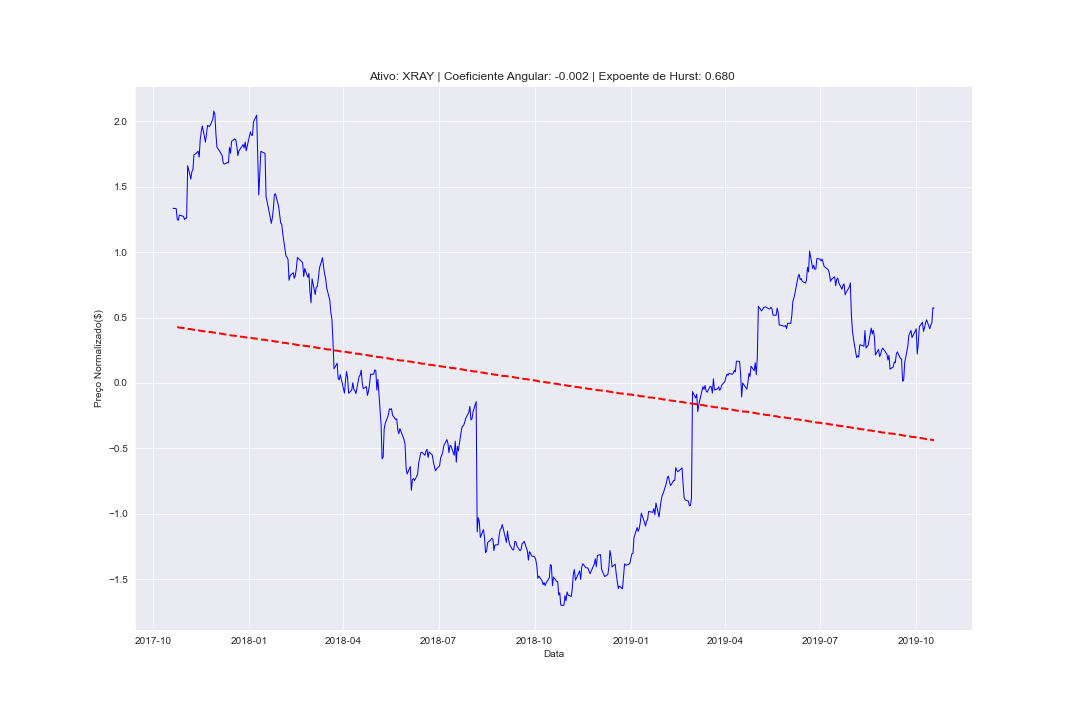 Ativo: XRAY | Coeficiente Angular: -0.002 | Expoente de Hurst: 0.680
Preço Normalizado($)
2.0
1.5
1.0
0.5
0.0
−0.5
−1.0
−1.5
2017-10 2018-01 2018-04 2018-07 2018-10 2019-01 2019-04 2019-07 2019-10
Data